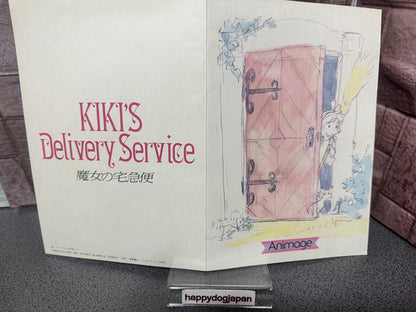 KIKI'S
Delivery Service
魔女の宅急便
Animage
happydogjapan